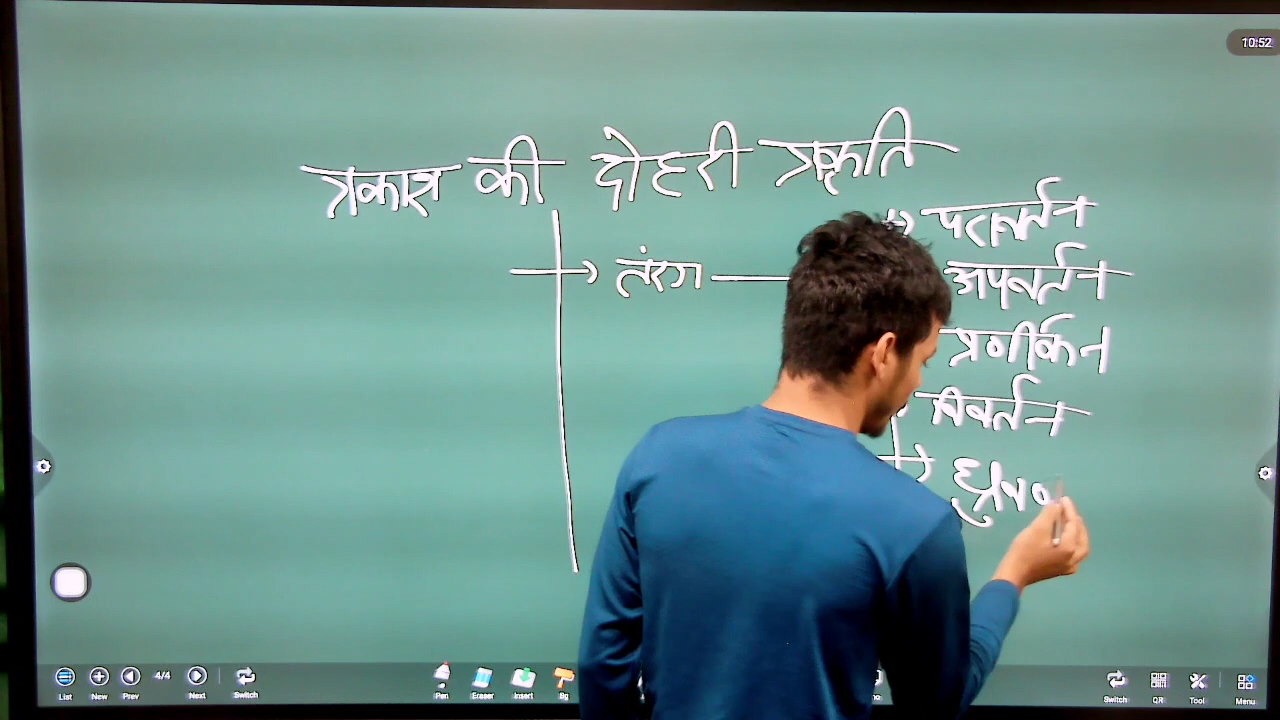 10:52
प्रकाश की दोहरी प्रकृति
परावर्तन
तरंग
अपवर्तन
प्रकीर्कन
विवर्तन
ध्रुव
4/4
List New Prev Next Switch Pen Eraser Insert Bg Switch QR Tool Menu